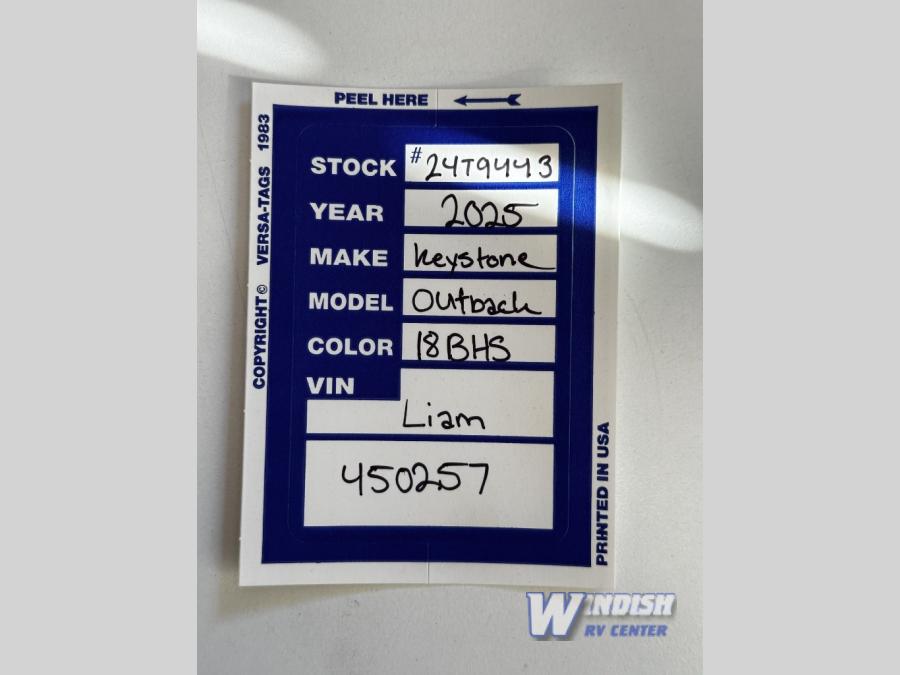 PEEL HERE
COPYRIGHT © VERSA-TAGS 1983
STOCK #24T9443
YEAR 2025
MAKE keystone
MODEL Outback
COLOR 18BHS
VIN
Liam
450257
PRINTED IN USA
WINDISH
RV CENTER